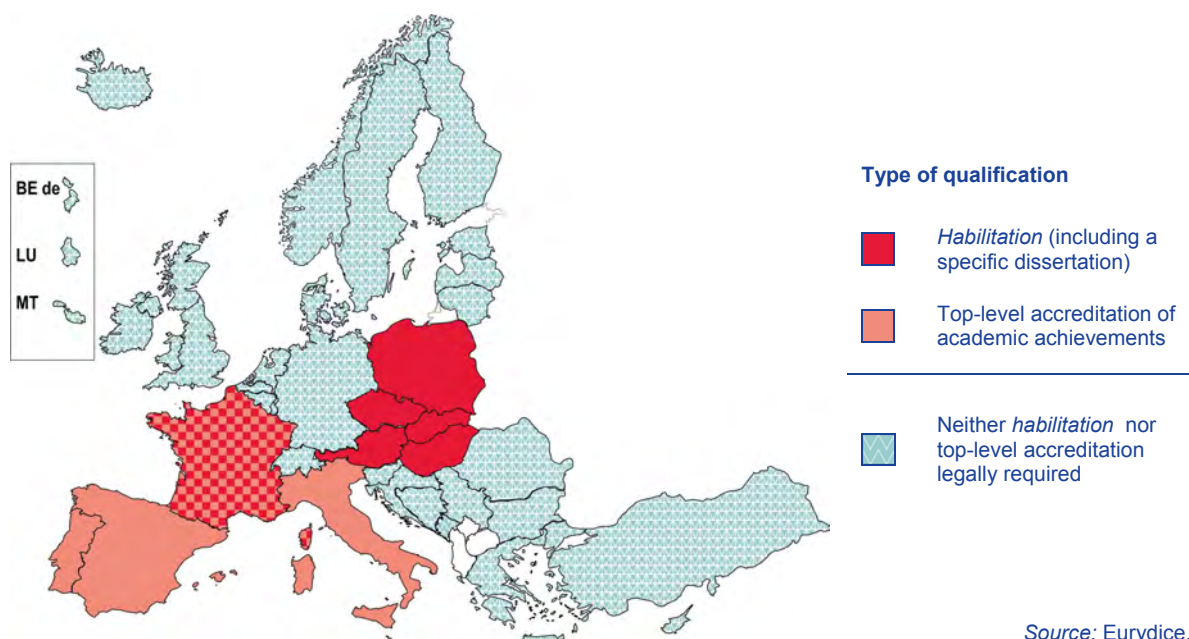 BE de
LU
MT
Type of qualification
Habilitation (including a
specific dissertation)
Top-level accreditation of
academic achievements
Neither habilitation nor
top-level accreditation
legally required
Source: Eurydice.